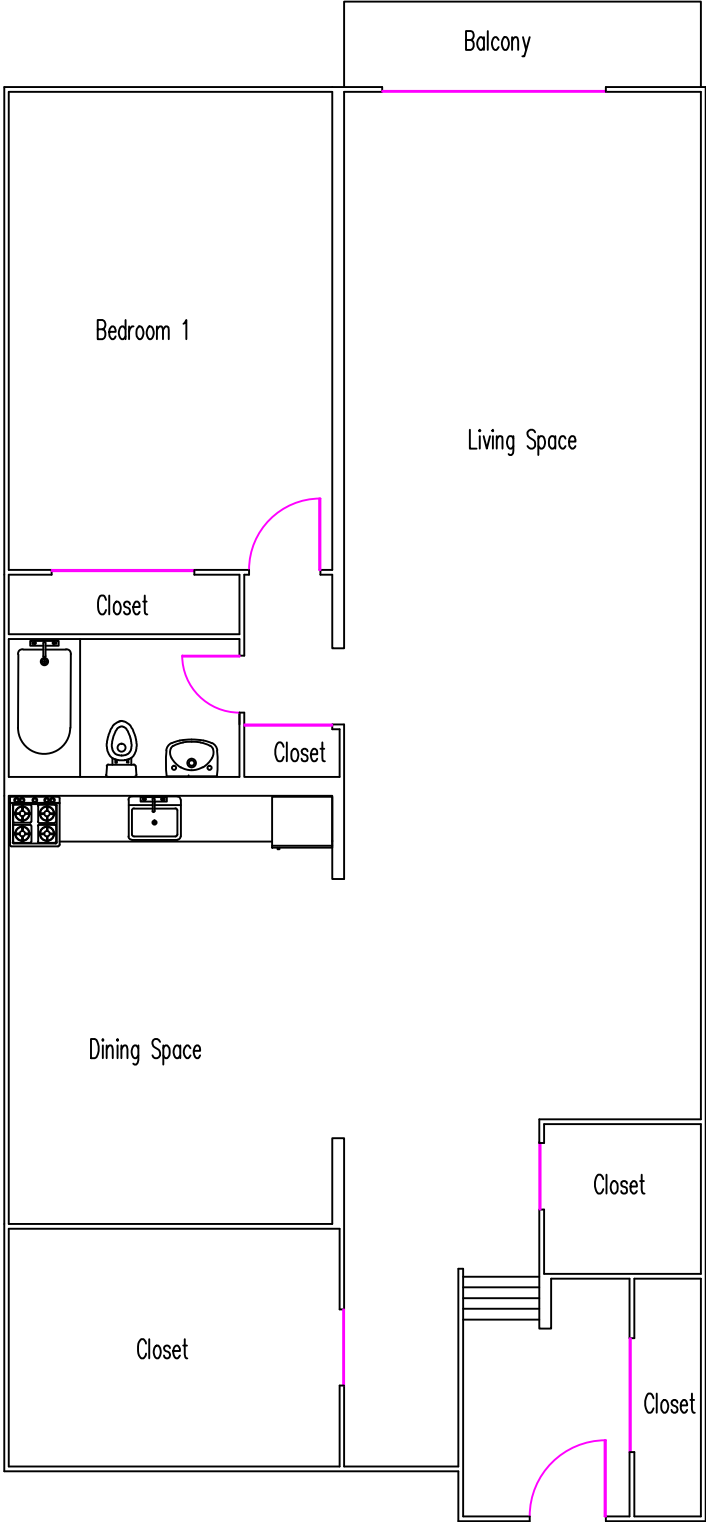 Balcony
Bedroom 1
Living Space
Closet
Closet
Dining Space
Closet
Closet
Closet